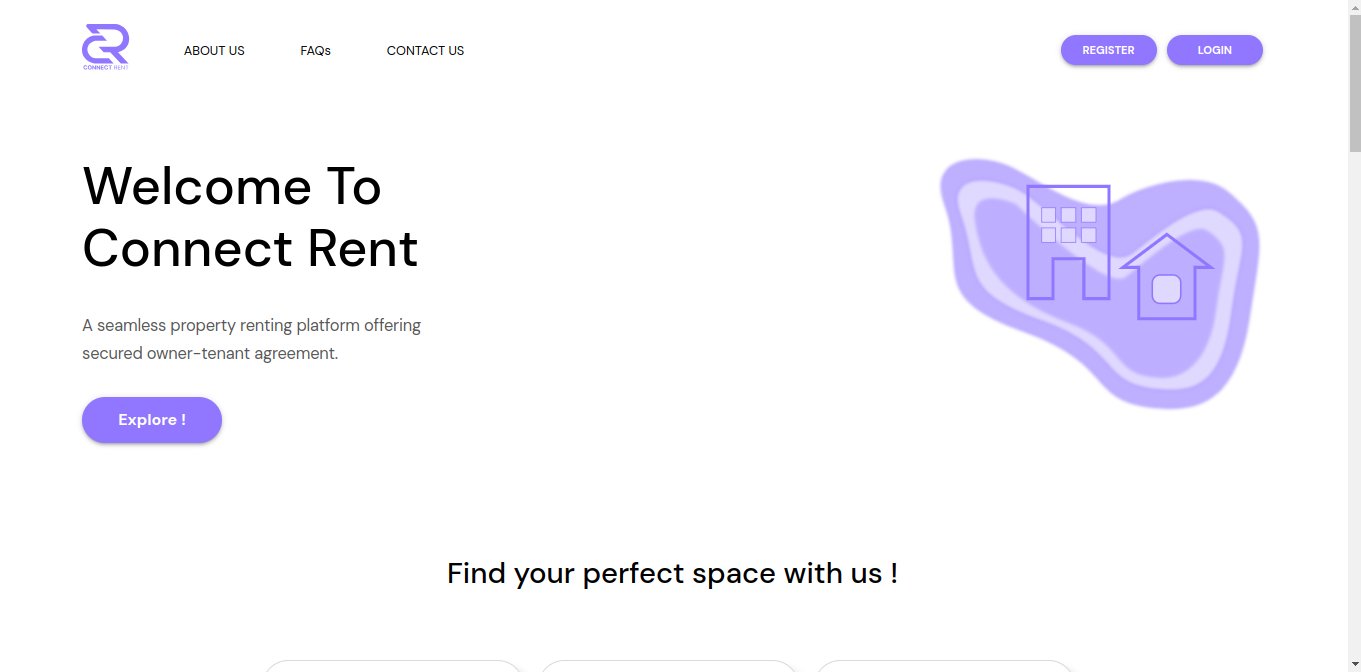 CONNECT RENT
ABOUT US
FAQs
CONTACT US
REGISTER
LOGIN
Welcome To
Connect Rent
A seamless property renting platform offering
secured owner-tenant agreement.
Explore !
Find your perfect space with us !